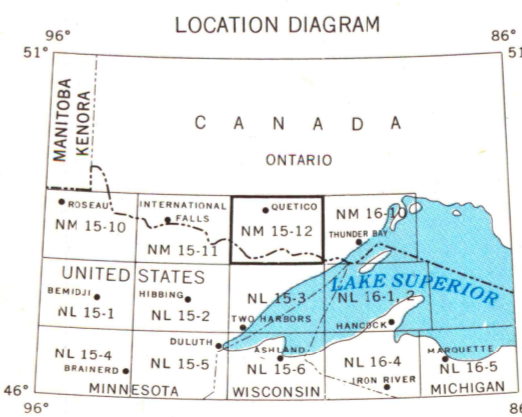 LOCATION DIAGRAM
96° 86°
51° 51
MANITOBA
KENORA
C A N A D A
ONTARIO
ROSEAU INTERNATIONAL FALLS QUETICO NM 16-10
NM 15-10 NM 15-11 NM 15-12 THUNDER BAY
UNITED STATES LAKE SUPERIOR
BEMIDJI HIBBING NL 15-3 NL 16-1, 2
NL 15-1 NL 15-2 TWO HARBORS HANCOCK
NL 15-4 DULUTH ASHLAND NL 16-4 MARQUETTE
BRAINERD NL 15-5 NL 15-6 IRON RIVER NL 16-5
46° MINNESOTA WISCONSIN MICHIGAN
96° 86